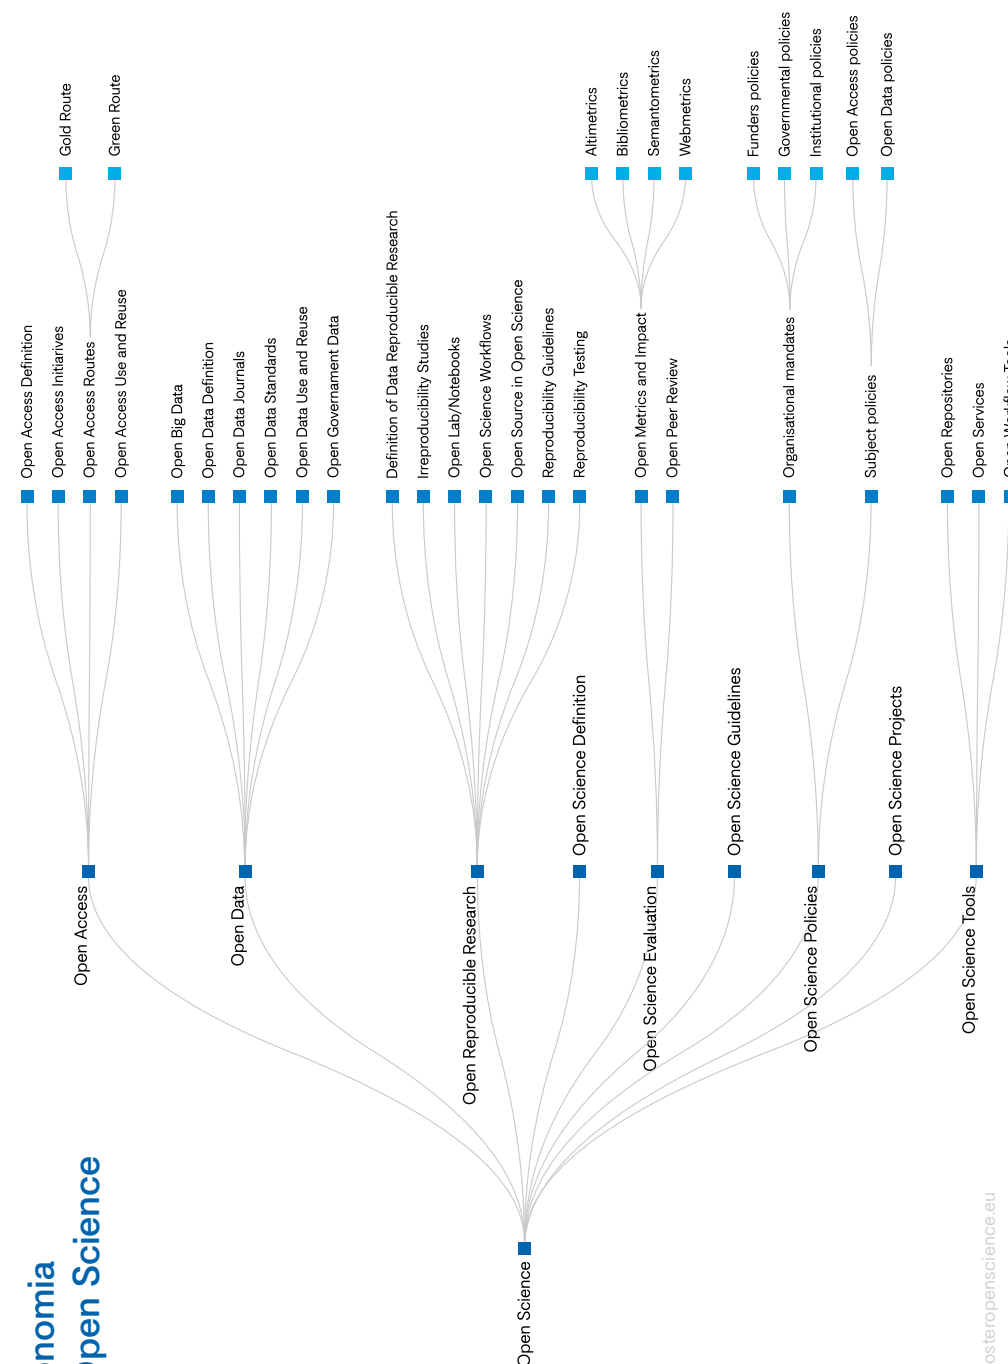 onomia
Open Science
Open Science
Open Access
Open Access Definition
Open Access Initiarives
Open Access Routes
Gold Route
Green Route
Open Access Use and Reuse
Open Data
Open Big Data
Open Data Definition
Open Data Journals
Open Data Standards
Open Data Use and Reuse
Open Governament Data
Open Reproducible Research
Definition of Data Reproducible Research
Irreproducibility Studies
Open Lab/Notebooks
Open Science Workflows
Open Source in Open Science
Reproducibility Guidelines
Reproducibility Testing
Open Science Definition
Open Science Evaluation
Open Metrics and Impact
Altimetrics
Bibliometrics
Semantometrics
Webmetrics
Open Peer Review
Open Science Guidelines
Open Science Policies
Organisational mandates
Funders policies
Governmental policies
Institutional policies
Subject policies
Open Access policies
Open Data policies
Open Science Projects
Open Science Tools
Open Repositories
Open Services
osteropenscience.eu